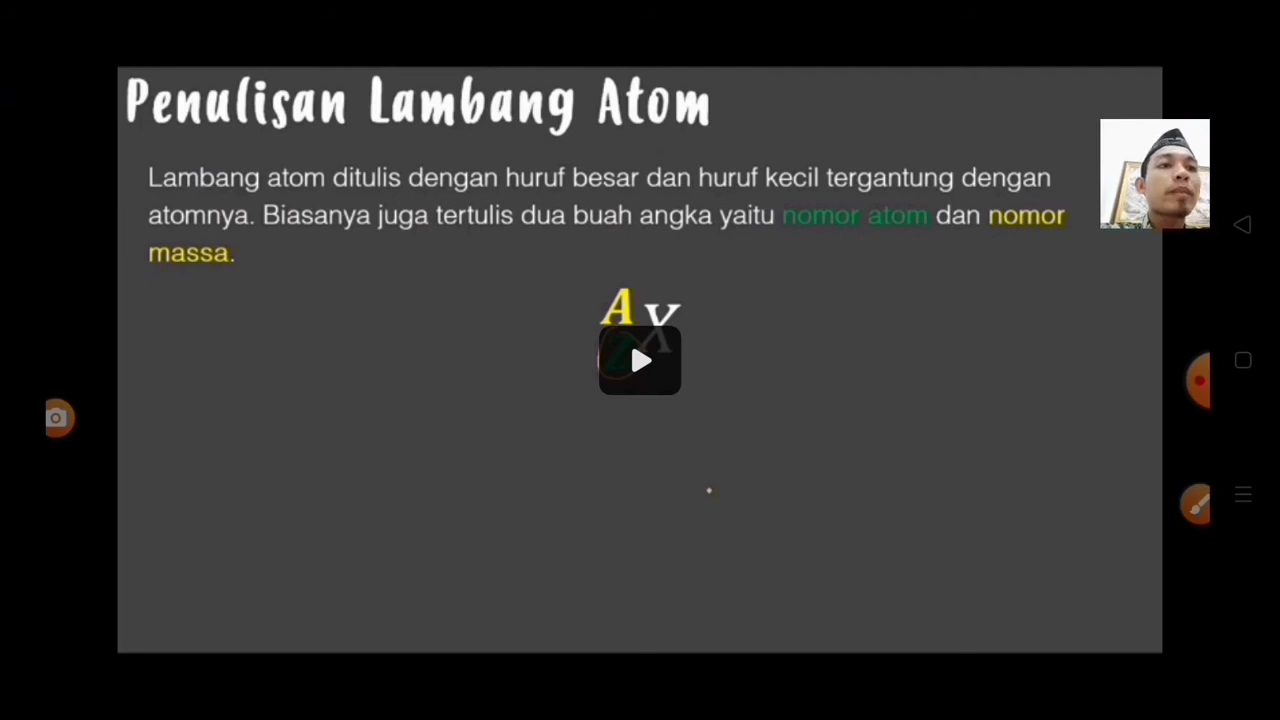 Penulisan Lambang Atom
Lambang atom ditulis dengan huruf besar dan huruf kecil tergantung dengan
atomnya. Biasanya juga tertulis dua buah angka yaitu nomor atom dan nomor
massa.
A
X
Z